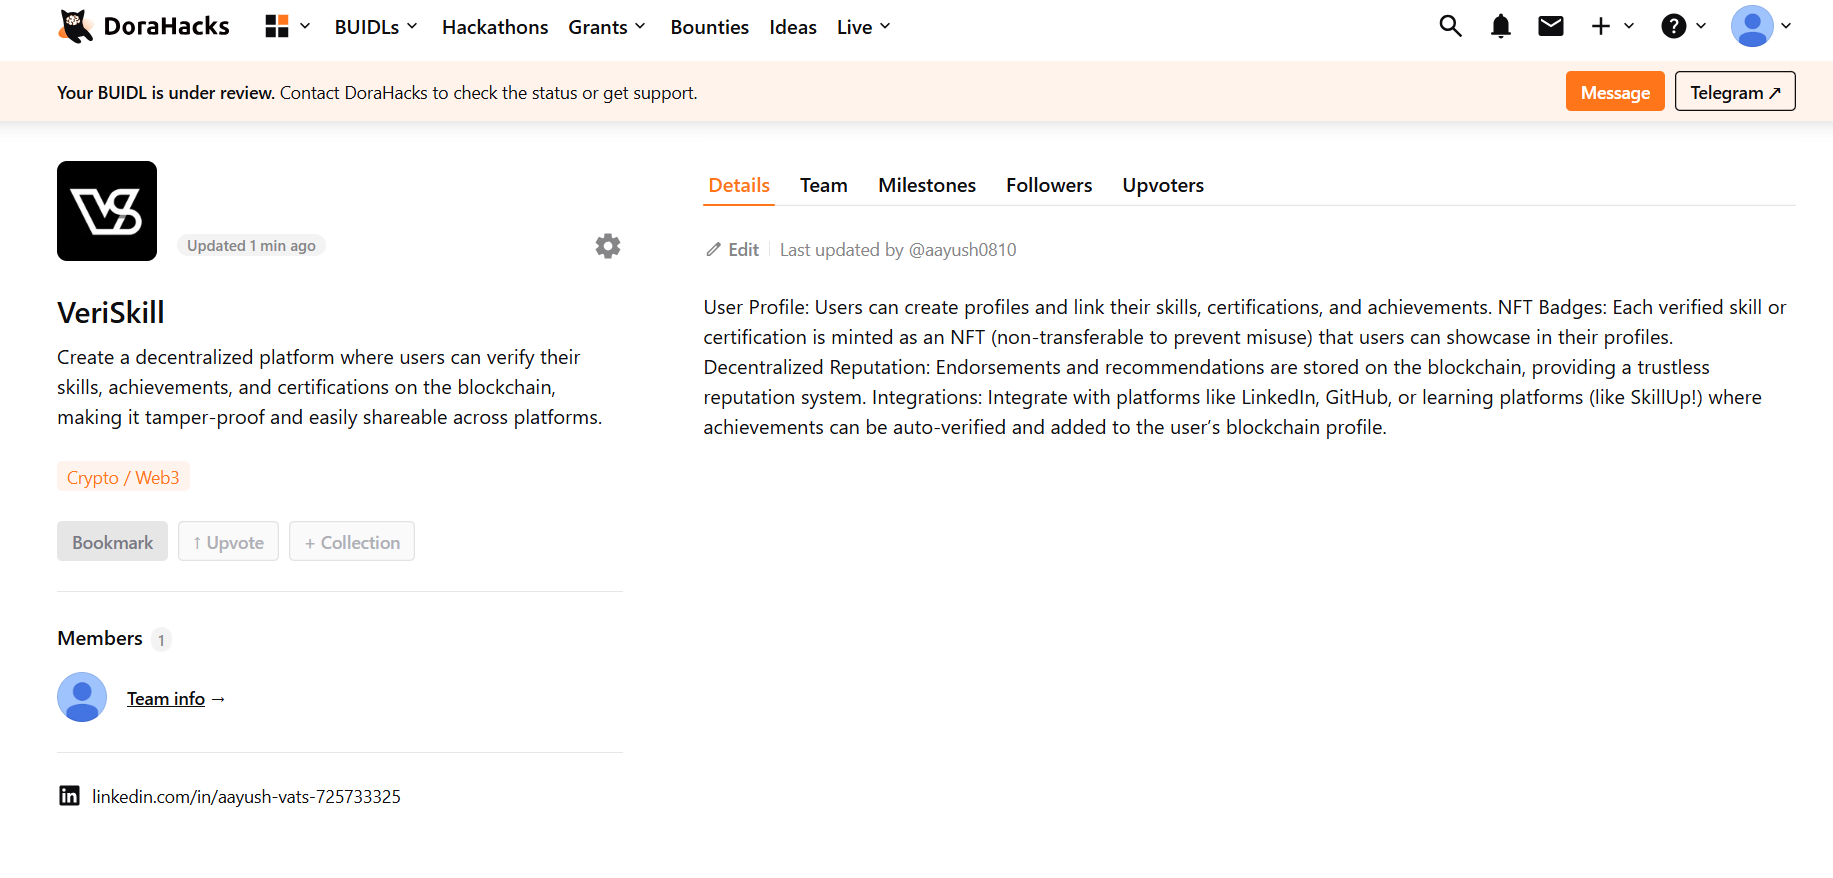 DoraHacks
BUIDLs
Hackathons
Grants
Bounties
Ideas
Live
Your BUIDL is under review. Contact DoraHacks to check the status or get support.
Message
Telegram ↗
VS
Updated 1 min ago
VeriSkill
Create a decentralized platform where users can verify their
skills, achievements, and certifications on the blockchain,
making it tamper-proof and easily shareable across platforms.
Crypto / Web3
Bookmark
↑ Upvote
+ Collection
Members 1
Team info →
linkedin.com/in/aayush-vats-725733325
Details
Team
Milestones
Followers
Upvoters
Edit
Last updated by @aayush0810
User Profile: Users can create profiles and link their skills, certifications, and achievements. NFT Badges: Each verified skill or
certification is minted as an NFT (non-transferable to prevent misuse) that users can showcase in their profiles.
Decentralized Reputation: Endorsements and recommendations are stored on the blockchain, providing a trustless
reputation system. Integrations: Integrate with platforms like LinkedIn, GitHub, or learning platforms (like SkillUp!) where
achievements can be auto-verified and added to the user’s blockchain profile.